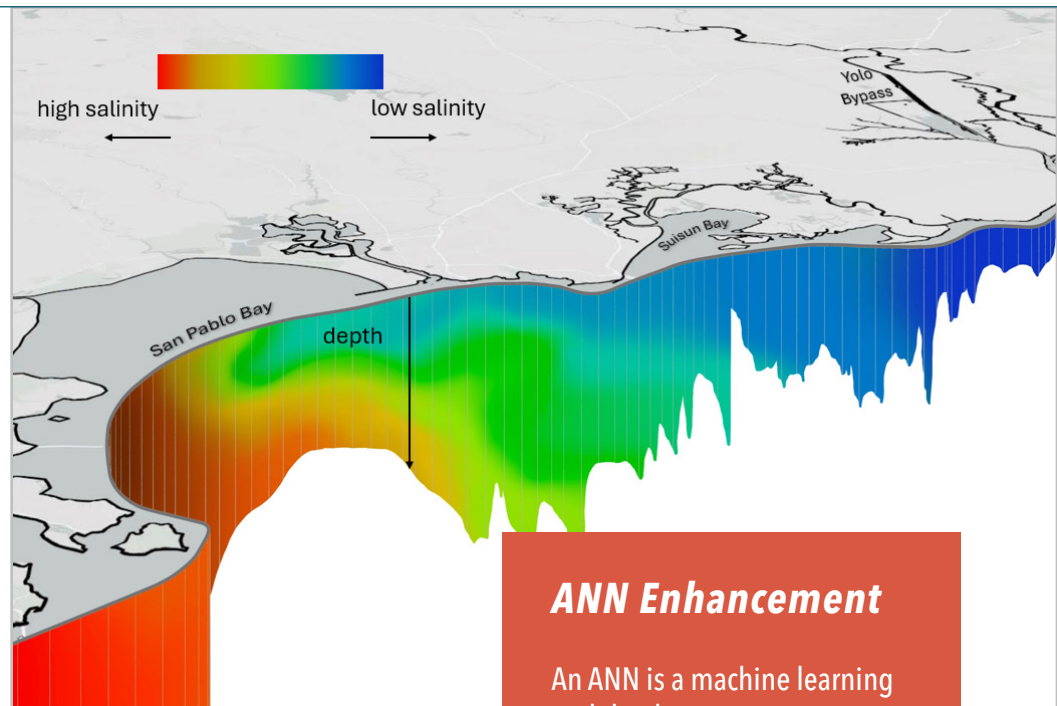 high salinity
low salinity
Yolo
Bypass
Suisun Bay
San Pablo Bay
depth
ANN Enhancement
An ANN is a machine learning